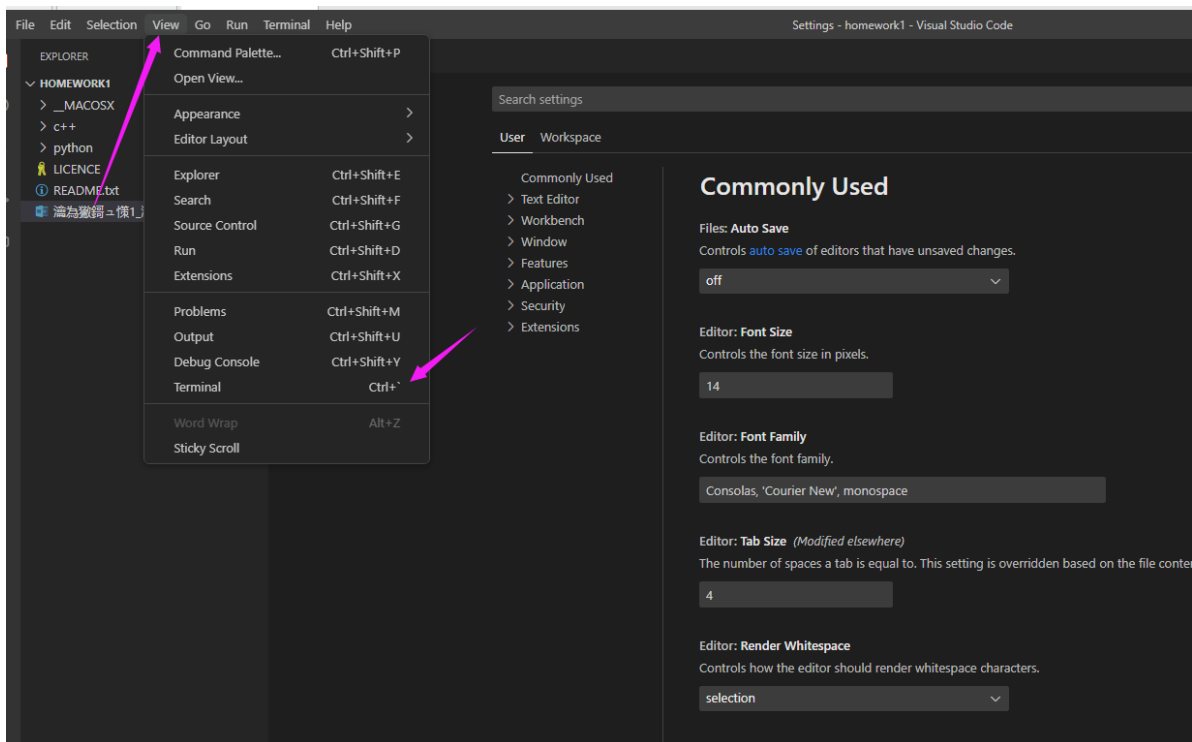 File Edit Selection View Go Run Terminal Help Settings - homework1 - Visual Studio Code
EXPLORER
HOMEWORK1
__MACOSX
c++
python
LICENCE
README.txt
Command Palette... Ctrl+Shift+P
Open View...
Appearance
Editor Layout
Explorer Ctrl+Shift+E
Search Ctrl+Shift+F
Source Control Ctrl+Shift+G
Run Ctrl+Shift+D
Extensions Ctrl+Shift+X
Problems Ctrl+Shift+M
Output Ctrl+Shift+U
Debug Console Ctrl+Shift+Y
Terminal Ctrl+`
Word Wrap Alt+Z
Sticky Scroll
Search settings
User Workspace
Commonly Used
Text Editor
Workbench
Window
Features
Application
Security
Extensions
Commonly Used
Files: Auto Save
Controls auto save of editors that have unsaved changes.
off
Editor: Font Size
Controls the font size in pixels.
14
Editor: Font Family
Controls the font family.
Consolas, 'Courier New', monospace
Editor: Tab Size (Modified elsewhere)
The number of spaces a tab is equal to. This setting is overridden based on the file
4
Editor: Render Whitespace
Controls how the editor should render whitespace characters.
selection